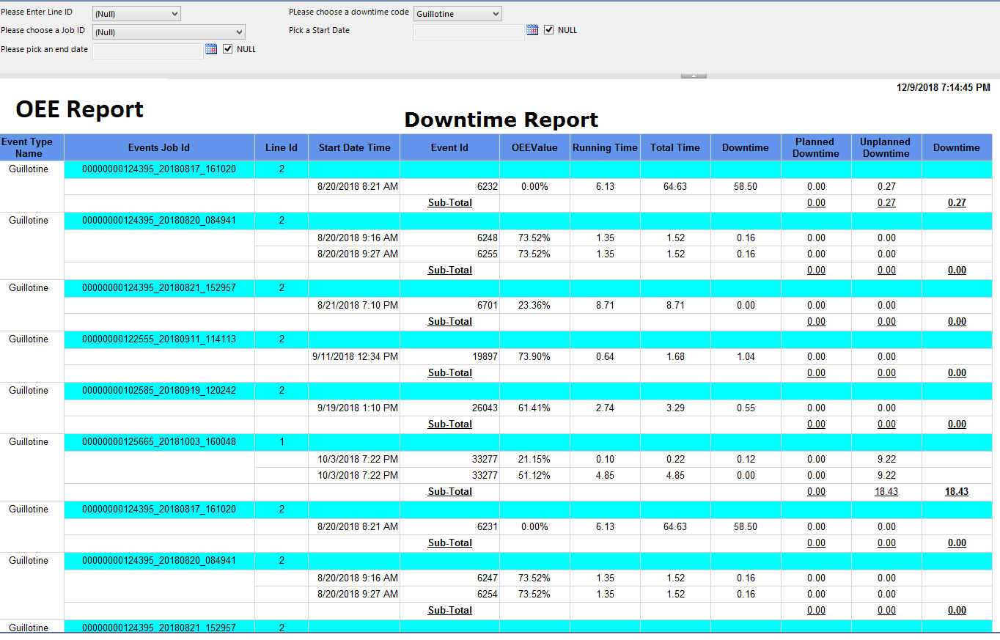 Please Enter Line ID (Null) PLease choose a downtime code Guillotine
Please choose a Job ID (Null) Pick a Start Date NULL
Please pick an end date NULL
12/9/2018 7:14:45 PM
OEE Report
Downtime Report
Event Type Name Events Job Id Line Id Start Date Time Event Id OEEValue Running Time Total Time Downtime Planned Downtime Unplanned Downtime Downtime
Guillotine 00000000124395_20180817_161020 2
8/20/2018 8:21 AM 6232 0.00% 6.13 64.63 58.50 0.00 0.27
Sub-Total 0.00 0.27 0.27
Guillotine 00000000124395_20180820_084941 2
8/20/2018 9:16 AM 6248 73.52% 1.35 1.52 0.16 0.00 0.00
8/20/2018 9:27 AM 6255 73.52% 1.35 1.52 0.16 0.00 0.00
Sub-Total 0.00 0.00 0.00
Guillotine 00000000124395_20180821_152957 2
8/21/2018 7:10 PM 6701 23.36% 8.71 8.71 0.00 0.00 0.00
Sub-Total 0.00 0.00 0.00
Guillotine 00000000122555_20180911_114113 2
9/11/2018 12:34 PM 19897 73.90% 0.64 1.68 1.04 0.00 0.00
Sub-Total 0.00 0.00 0.00
Guillotine 00000000102585_20180919_120242 2
9/19/2018 1:10 PM 26043 61.41% 2.74 3.29 0.55 0.00 0.00
Sub-Total 0.00 0.00 0.00
Guillotine 00000000125665_20181003_160048 1
10/3/2018 7:22 PM 33277 21.15% 0.10 0.22 0.12 0.00 9.22
10/3/2018 7:22 PM 33277 51.12% 4.85 4.85 0.00 0.00 9.22
Sub-Total 0.00 18.43 18.43
Guillotine 00000000124395_20180817_161020 2
8/20/2018 8:21 AM 6231 0.00% 6.13 64.63 58.50 0.00 0.00
Sub-Total 0.00 0.00 0.00
Guillotine 00000000124395_20180820_084941 2
8/20/2018 9:16 AM 6247 73.52% 1.35 1.52 0.16 0.00 0.00
8/20/2018 9:27 AM 6254 73.52% 1.35 1.52 0.16 0.00 0.00
Sub-Total 0.00 0.00 0.00
Guillotine 00000000124395_20180821_152957 2